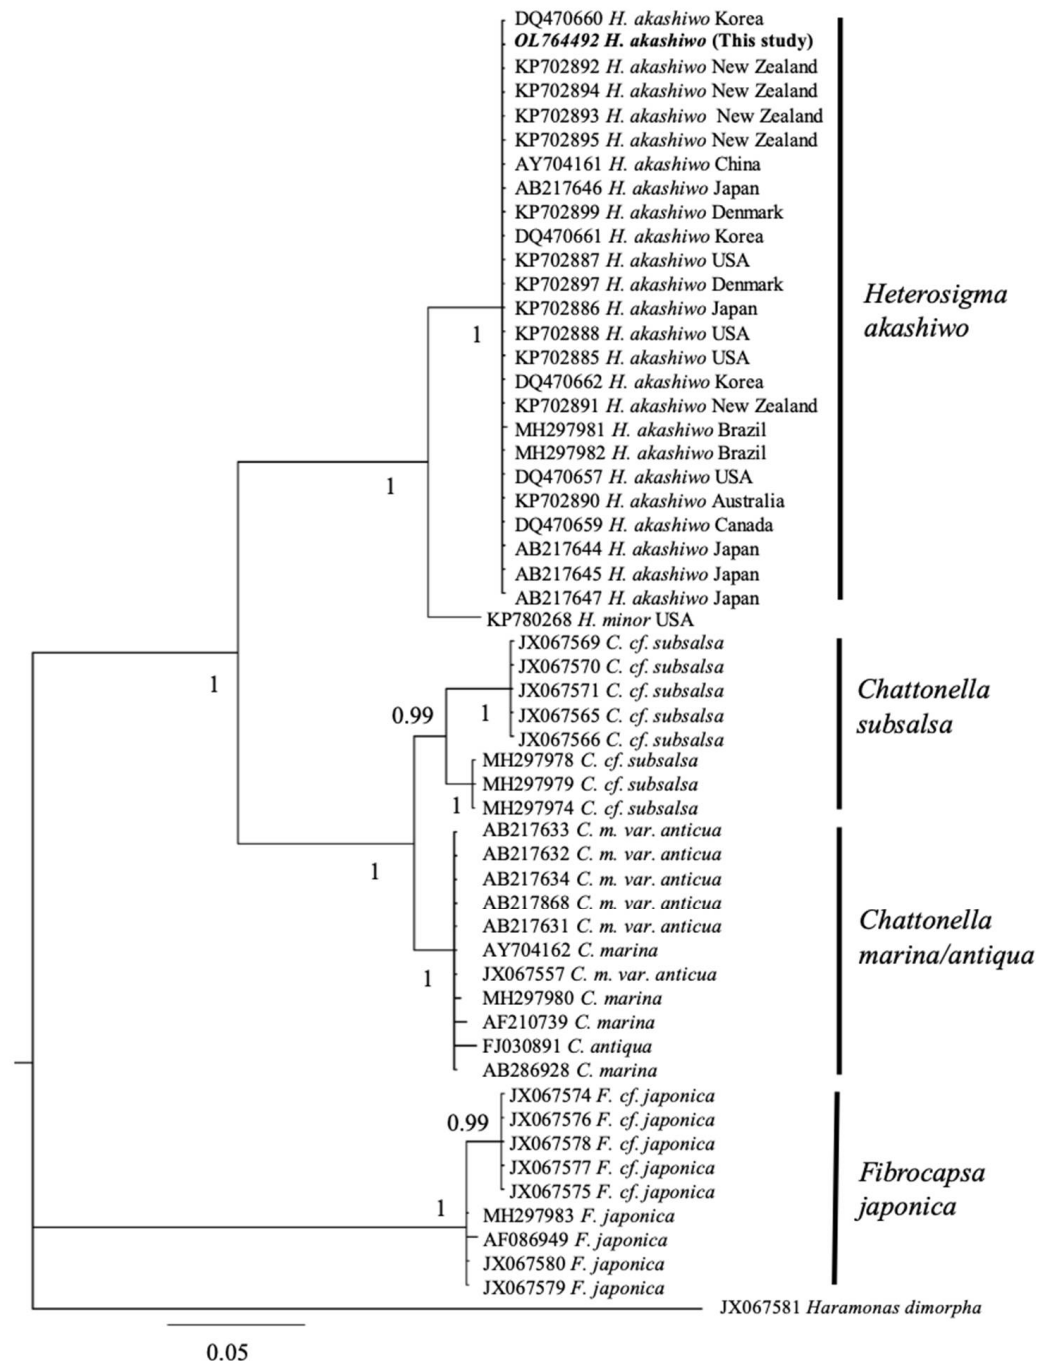 DQ470660 H. akashiwo Korea
OL764492 H. akashiwo (This study)
KP702892 H. akashiwo New Zealand
KP702894 H. akashiwo New Zealand
KP702893 H. akashiwo New Zealand
KP702895 H. akashiwo New Zealand
AY704161 H. akashiwo China
AB217646 H. akashiwo Japan
KP702899 H. akashiwo Denmark
DQ470661 H. akashiwo Korea
KP702887 H. akashiwo USA
KP702897 H. akashiwo Denmark
KP702886 H. akashiwo Japan
KP702888 H. akashiwo USA
KP702885 H. akashiwo USA
DQ470662 H. akashiwo Korea
KP702891 H. akashiwo New Zealand
MH297981 H. akashiwo Brazil
MH297982 H. akashiwo Brazil
DQ470657 H. akashiwo USA
KP702890 H. akashiwo Australia
DQ470659 H. akashiwo Canada
AB217644 H. akashiwo Japan
AB217645 H. akashiwo Japan
AB217647 H. akashiwo Japan
Heterosigma
akashiwo
1
1
KP780268 H. minor USA
1
JX067569 C. cf. subsalsa
JX067570 C. cf. subsalsa
JX067571 C. cf. subsalsa
JX067565 C. cf. subsalsa
JX067566 C. cf. subsalsa
MH297978 C. cf. subsalsa
MH297979 C. cf. subsalsa
MH297974 C. cf. subsalsa
Chattonella
subsalsa
0.99
1
1
AB217633 C. m. var. anticua
AB217632 C. m. var. anticua
AB217634 C. m. var. anticua
AB217868 C. m. var. anticua
AB217631 C. m. var. anticua
AY704162 C. marina
JX067557 C. m. var. anticua
MH297980 C. marina
AF210739 C. marina
FJ030891 C. antiqua
AB286928 C. marina
Chattonella
marina/antiqua
1
1
JX067574 F. cf. japonica
JX067576 F. cf. japonica
JX067578 F. cf. japonica
JX067577 F. cf. japonica
JX067575 F. cf. japonica
MH297983 F. japonica
AF086949 F. japonica
JX067580 F. japonica
JX067579 F. japonica
Fibrocapsa
japonica
0.99
1
JX067581 Haramonas dimorpha
0.05